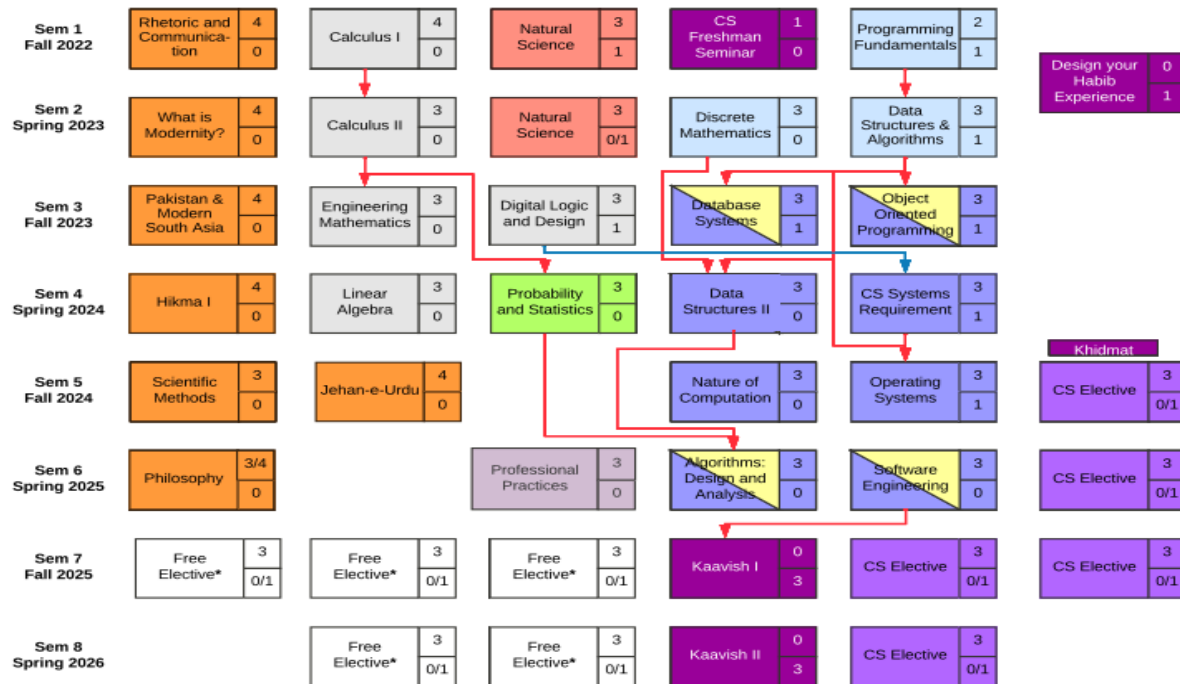 Sem 1
Fall 2022
Rhetoric and
Communica-
tion
4
0
Calculus I
4
0
Natural
Science
3
1
CS
Freshman
Seminar
1
0
Programming
Fundamentals
2
1
Design your
Habib
Experience
0
1
Sem 2
Spring 2023
What is
Modernity?
4
0
Calculus II
3
0
Natural
Science
3
0/1
Discrete
Mathematics
3
0
Data
Structures &
Algorithms
3
1
Sem 3
Fall 2023
Pakistan &
Modern
South Asia
4
0
Engineering
Mathematics
3
0
Digital Logic
and Design
3
1
Database
Systems
3
1
Object
Oriented
Programming
3
1
Sem 4
Spring 2024
Hikma I
4
0
Linear
Algebra
3
0
Probability
and Statistics
3
0
Data
Structures II
3
0
CS Systems
Requirement
3
1
Khidmat
Sem 5
Fall 2024
Scientific
Methods
3
0
Jehan-e-Urdu
4
0
Nature of
Computation
3
0
Operating
Systems
3
1
CS Elective
3
0/1
Sem 6
Spring 2025
Philosophy
3/4
0
Professional
Practices
3
0
Algorithms:
Design and
Analysis
3
0
Software
Engineering
3
0
CS Elective
3
0/1
Sem 7
Fall 2025
Free
Elective*
3
0/1
Free
Elective*
3
0/1
Free
Elective*
3
0/1
Kaavish I
0
3
CS Elective
3
0/1
CS Elective
3
0/1
Sem 8
Spring 2026
Free
Elective*
3
0/1
Free
Elective*
3
0/1
Kaavish II
0
3
CS Elective
3
0/1